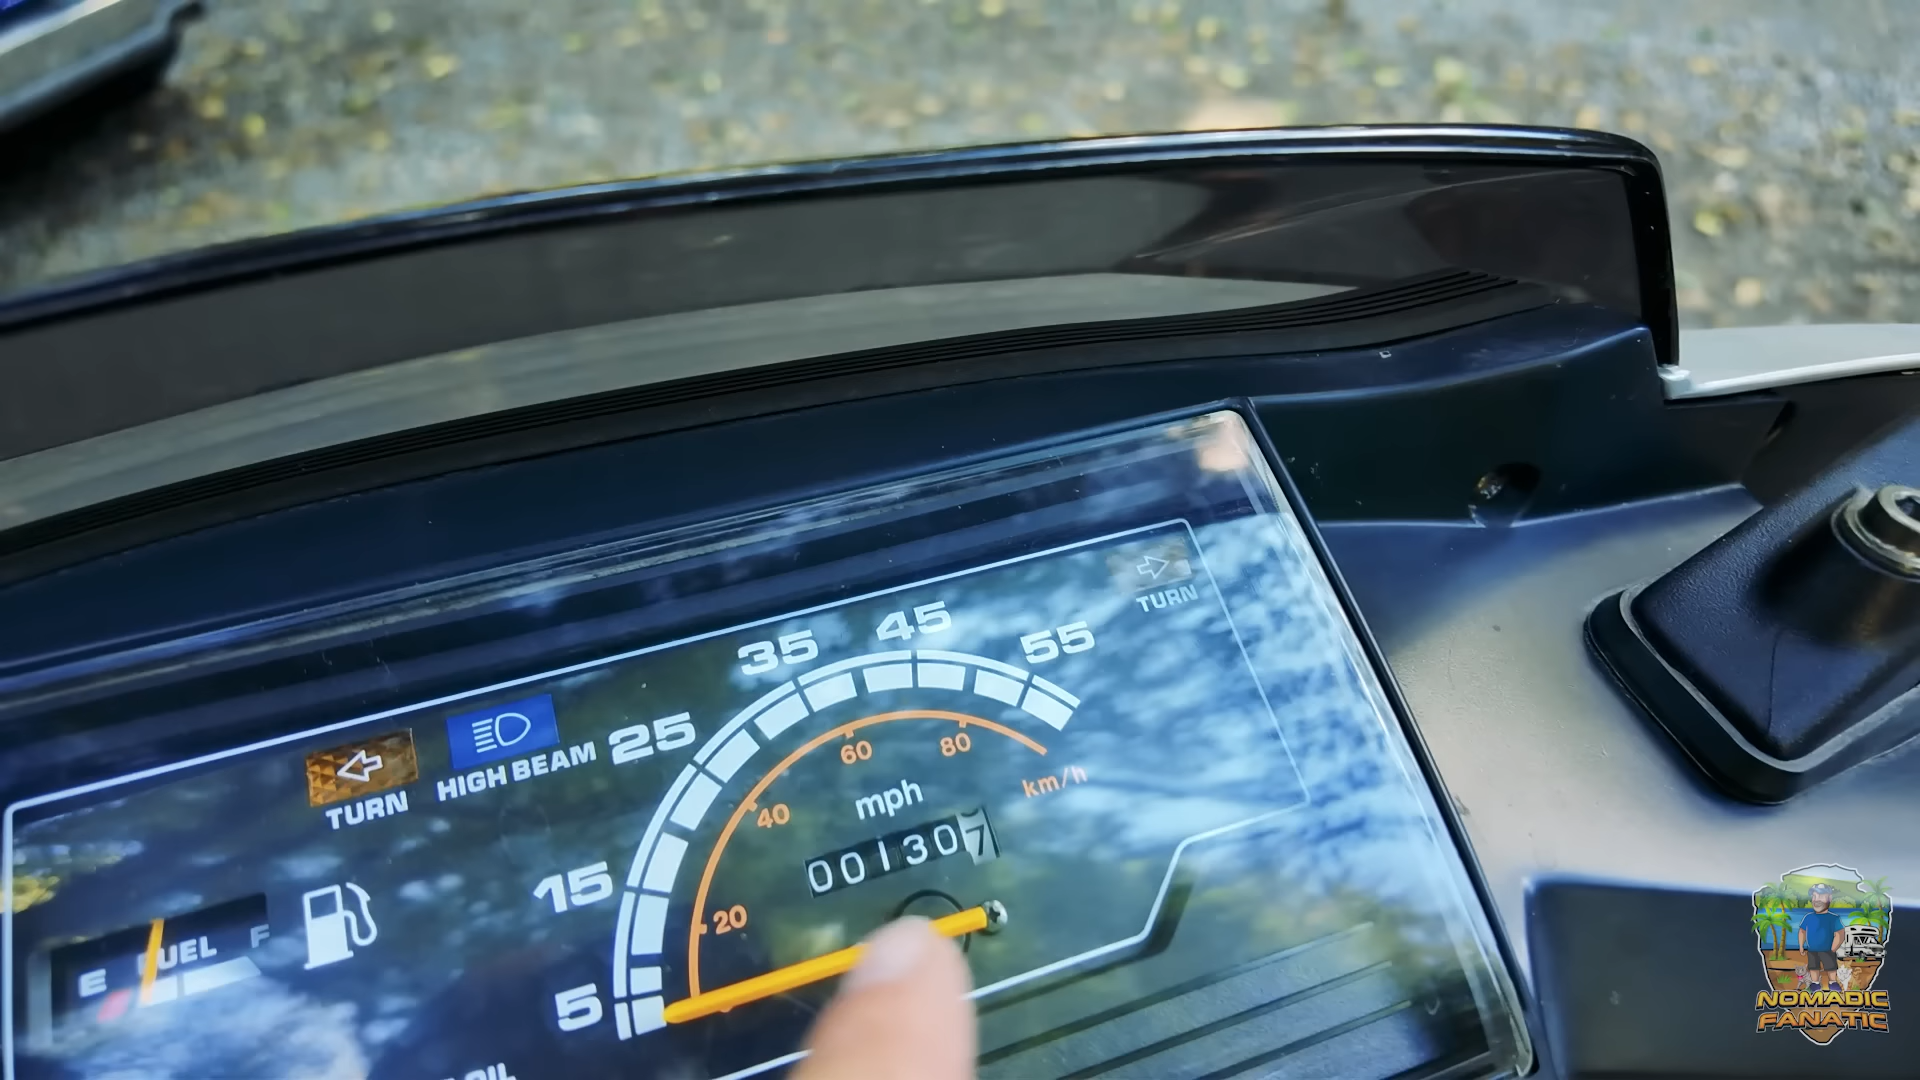 TURN
35 45 55
TURN
HIGH BEAM
25
60 80
km/h
mph
40
001307
15
20
E FUEL F
5
OIL
NOMADIC
FANATIC